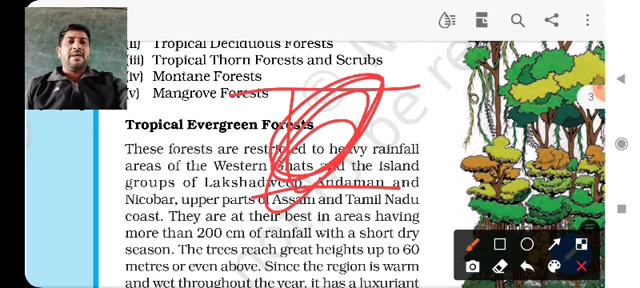 (ii) Tropical Deciduous Forests
(iii) Tropical Thorn Forests and Scrubs
(iv) Montane Forests
(v) Mangrove Forests
Tropical Evergreen Forests
These forests are restricted to heavy rainfall
areas of the Western Ghats and the island
groups of Lakshadweep, Andaman and
Nicobar, upper parts of Assam and Tamil Nadu
coast. They are at their best in areas having
more than 200 cm of rainfall with a short dry
season. The trees reach great heights up to 60
metres or even above. Since the region is warm
and wet throughout the year, it has a luxuriant
3